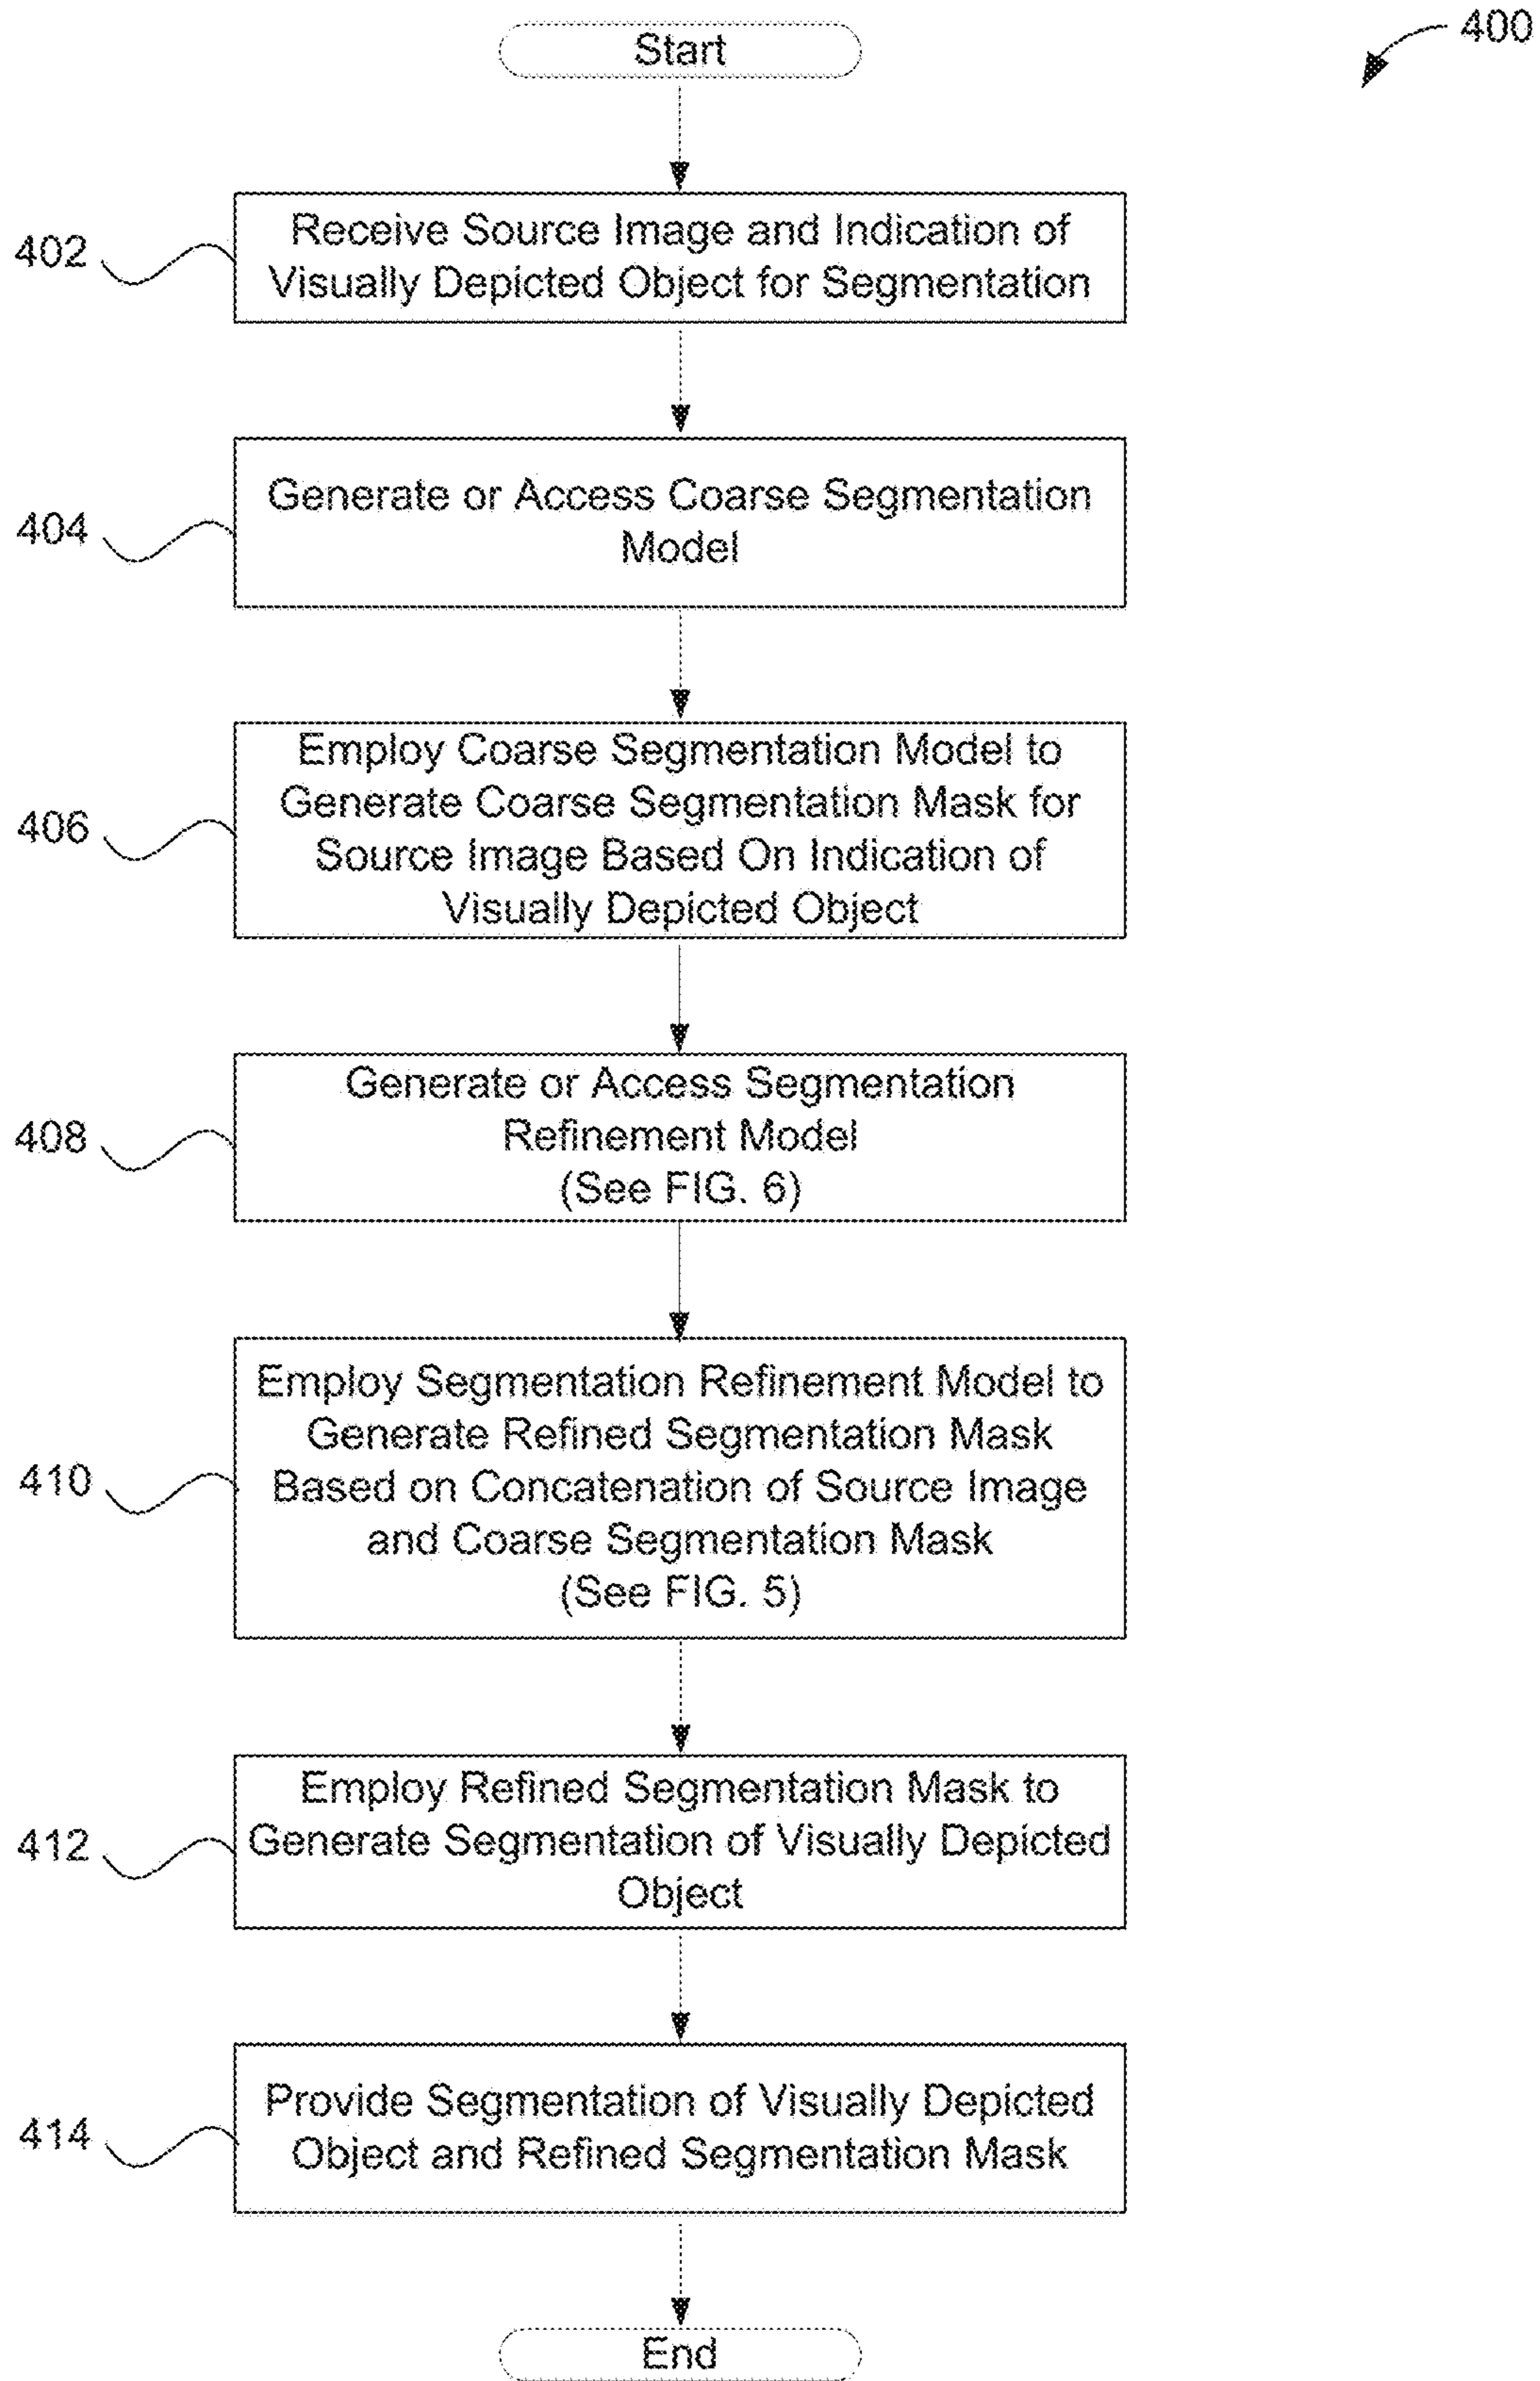 400
Start
402
Receive Source Image and Indication of
Visually Depicted Object for Segmentation
404
Generate or Access Coarse Segmentation
Model
406
Employ Coarse Segmentation Model to
Generate Coarse Segmentation Mask for
Source Image Based On Indication of
Visually Depicted Object
408
Generate or Access Segmentation
Refinement Model
(See FIG. 6)
410
Employ Segmentation Refinement Model to
Generate Refined Segmentation Mask
Based on Concatenation of Source Image
and Coarse Segmentation Mask
(See FIG. 5)
412
Employ Refined Segmentation Mask to
Generate Segmentation of Visually Depicted
Object
414
Provide Segmentation of Visually Depicted
Object and Refined Segmentation Mask
End